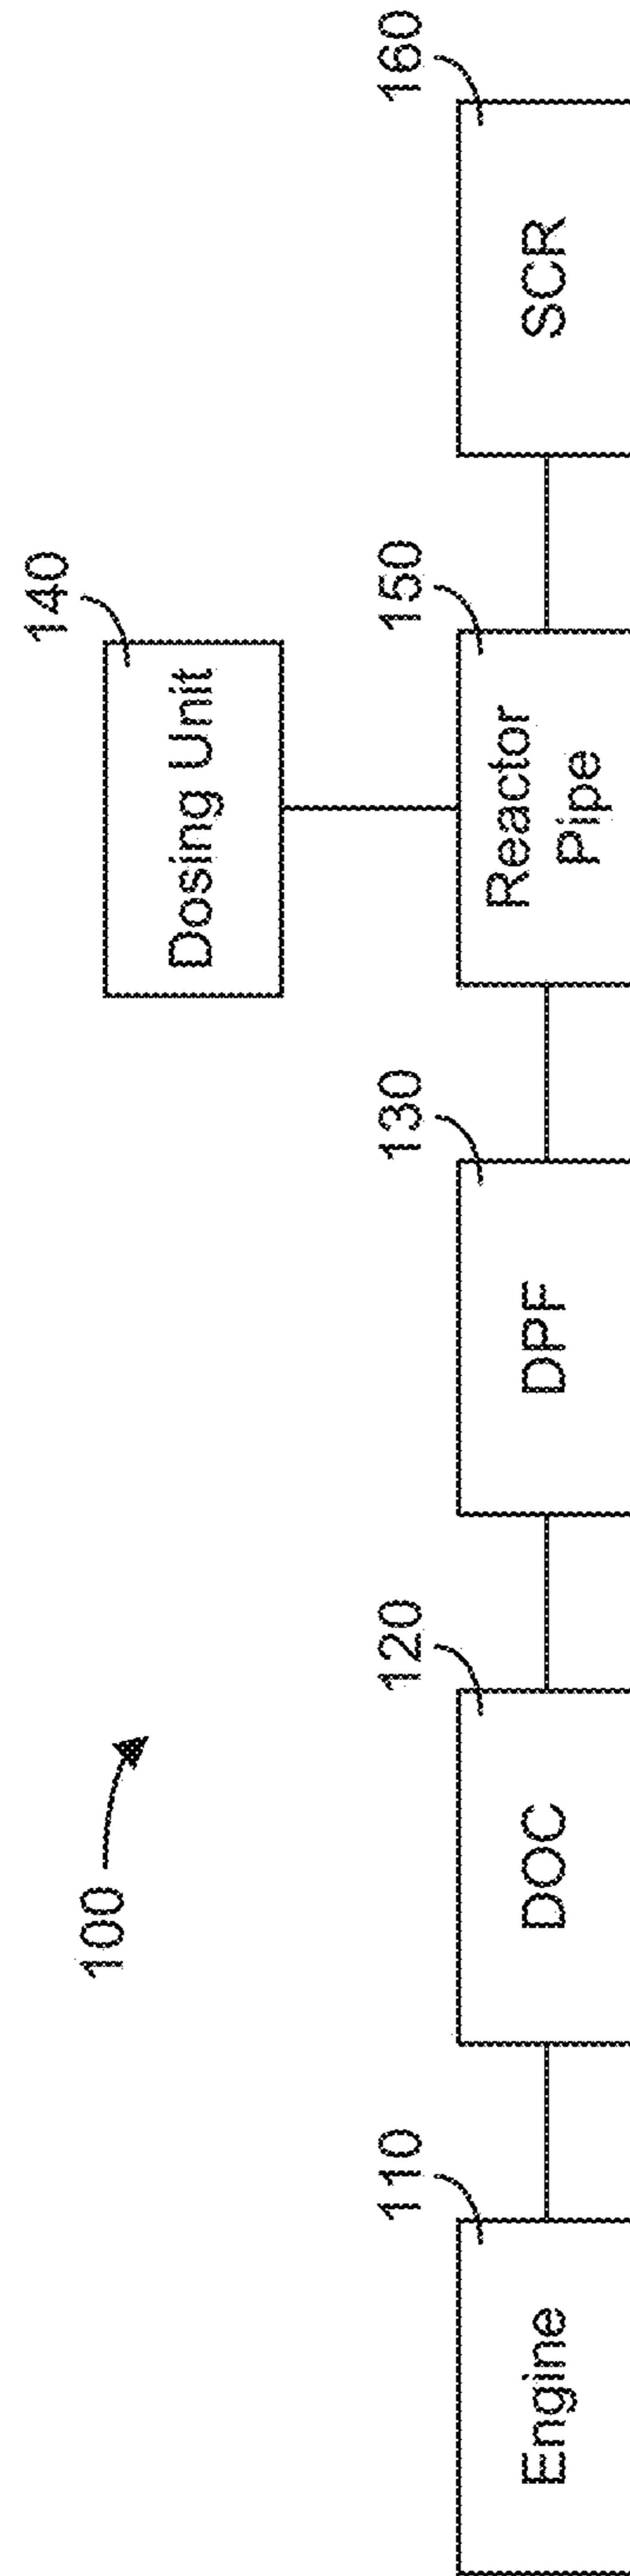 100
140
Dosing Unit
110
120
130
150
160
Engine
DOC
DPF
Reactor
Pipe
SCR